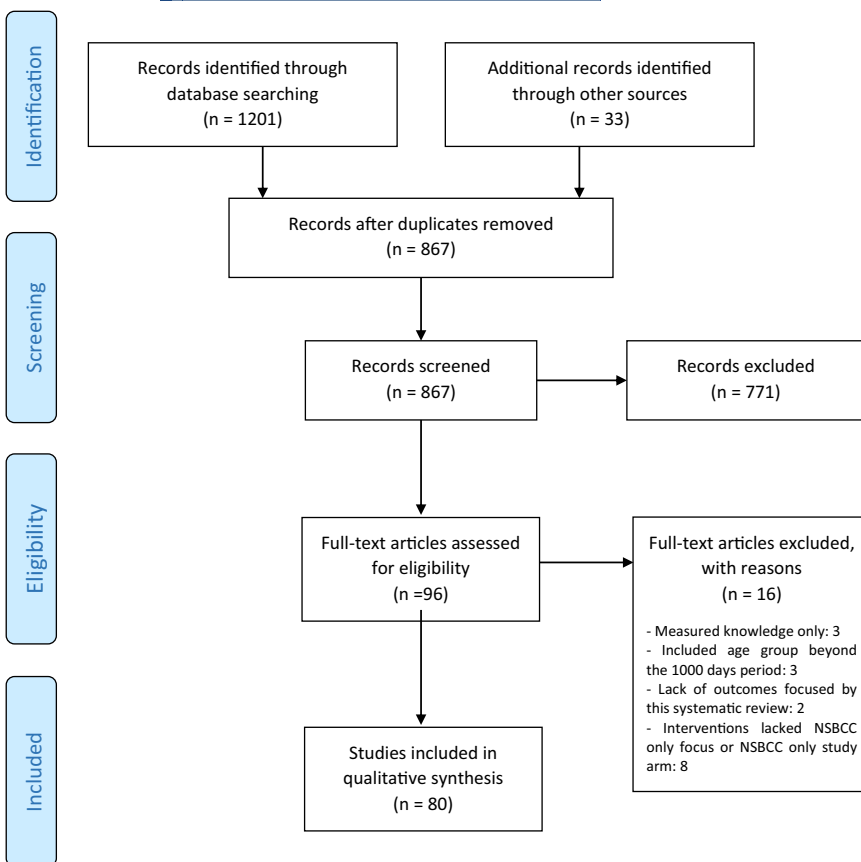 Identification
Records identified through
database searching
(n = 1201)
Additional records identified
through other sources
(n = 33)
Records after duplicates removed
(n = 867)
Screening
Records screened
(n = 867)
Records excluded
(n = 771)
Eligibility
Full-text articles assessed
for eligibility
(n =96)
Full-text articles excluded,
with reasons
(n = 16)
- Measured knowledge only: 3
- Included age group beyond
the 1000 days period: 3
- Lack of outcomes focused by
this systematic review: 2
- Interventions lacked NSBCC
only focus or NSBCC only study
arm: 8
Included
Studies included in
qualitative synthesis
(n = 80)